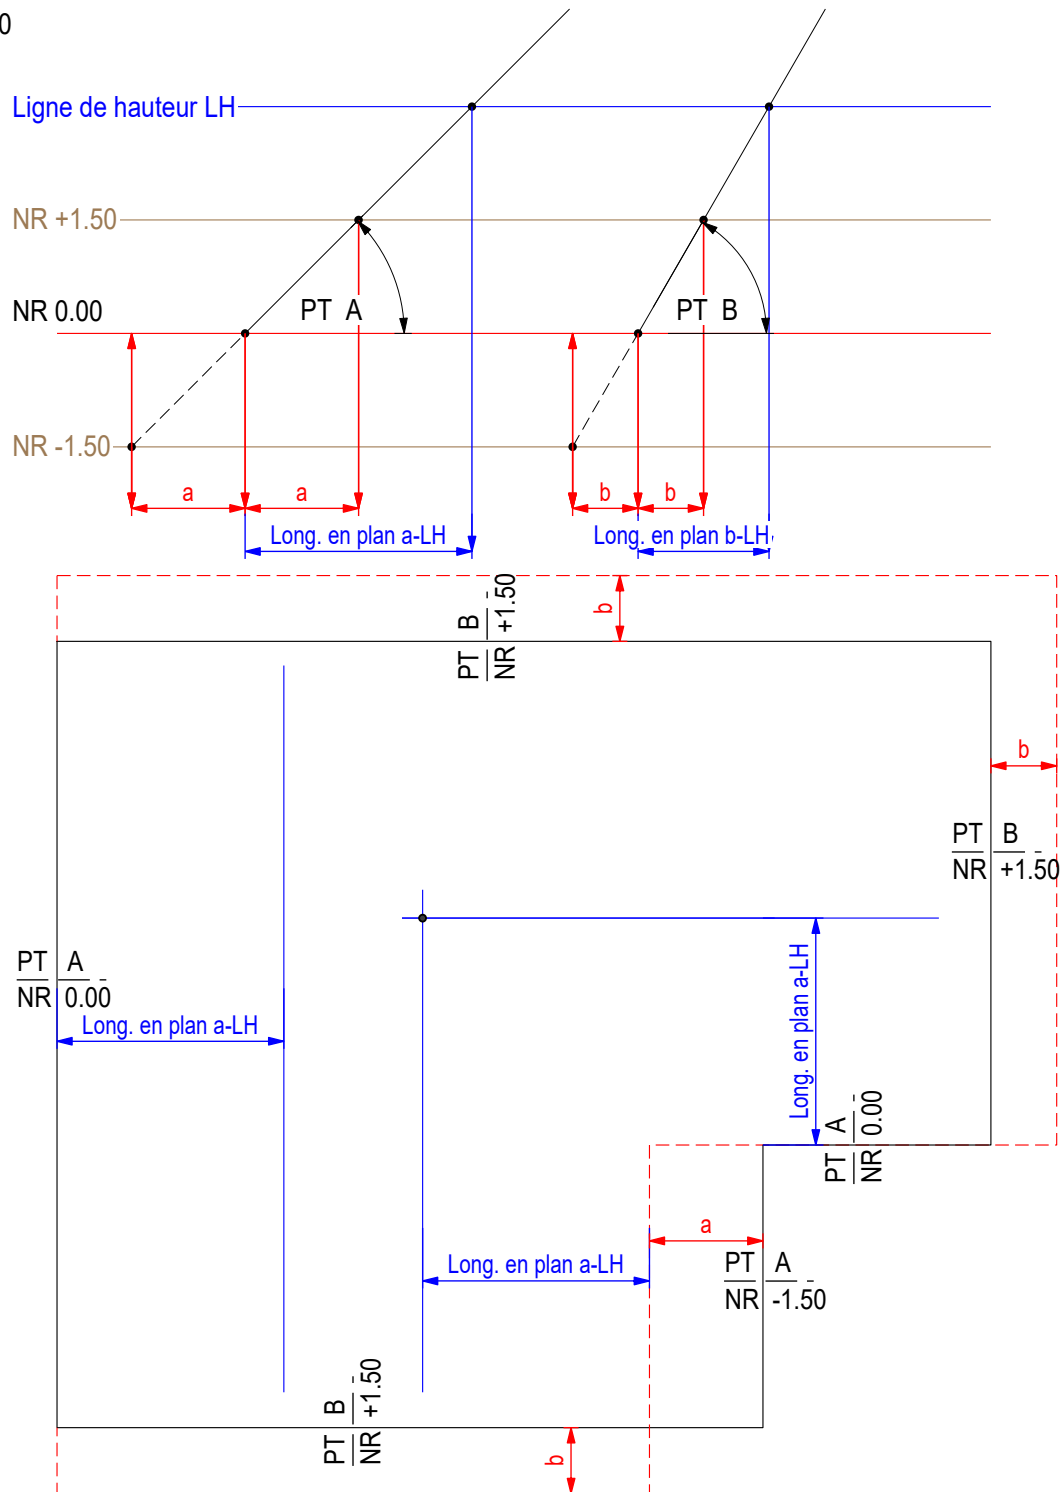 0
Ligne de hauteur LH
NR +1.50
NR 0.00
PT A
PT B
NR -1.50
a
a
b
b
Long. en plan a-LH
Long. en plan b-LH
PT B -
NR +1.50
b
b
PT B -
NR +1.50
PT A -
NR 0.00
Long. en plan a-LH
Long. en plan a-LH
PT A -
NR 0.00
a
Long. en plan a-LH
PT A -
NR -1.50
PT B -
NR +1.50
b